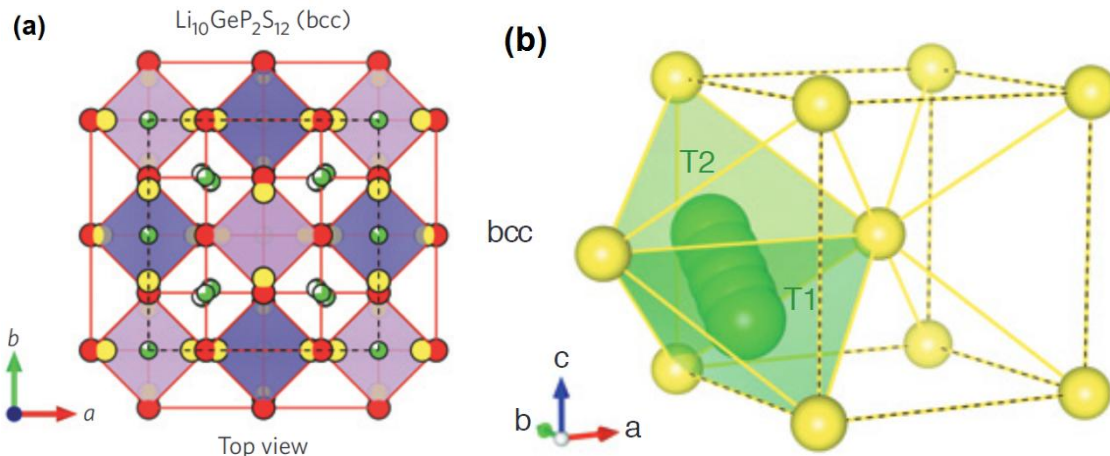 (a)
Li₁₀GeP₂S₁₂ (bcc)
b
a
Top view
(b)
T2
bcc
T1
c
b
a